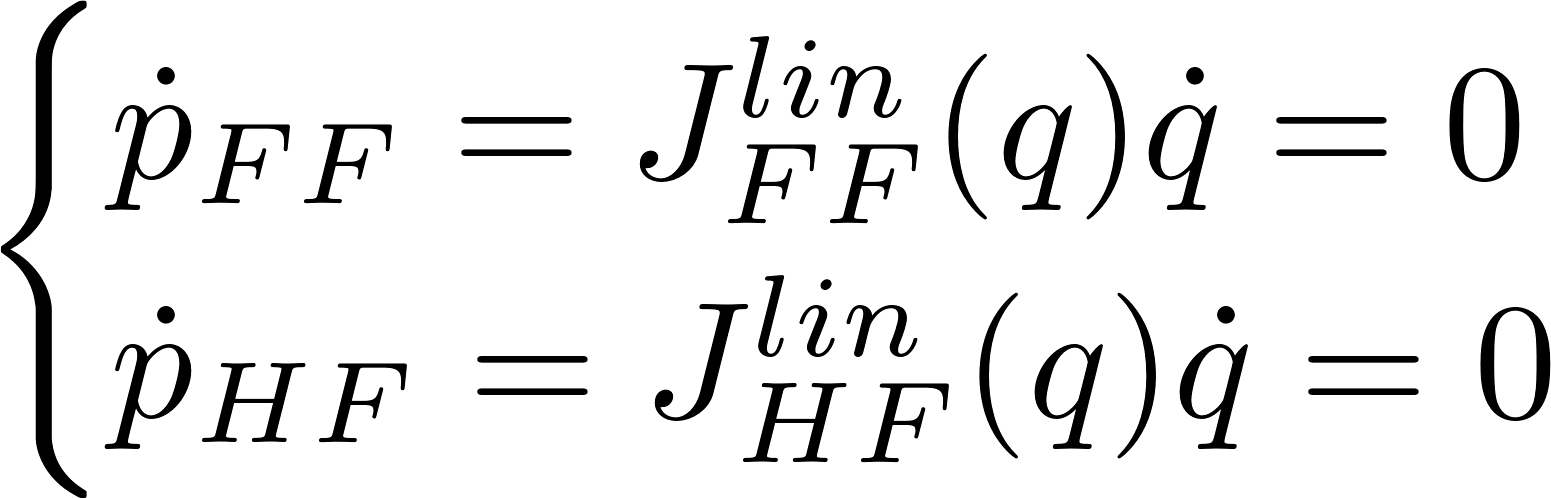 ṗ_{FF} = J^{lin}_{FF}(q)q̇ = 0
ṗ_{HF} = J^{lin}_{HF}(q)q̇ = 0